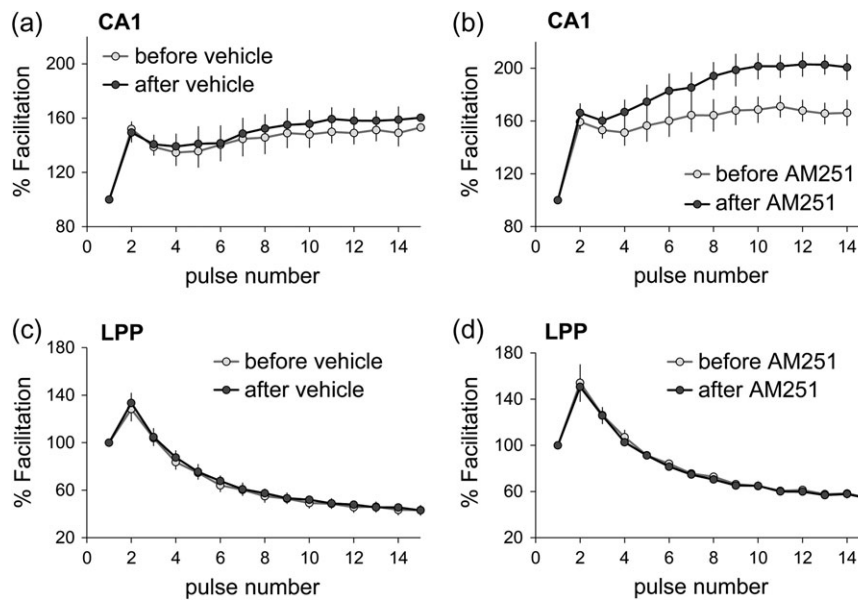 (a) CA1
% Facilitation
200
160
120
80
before vehicle
after vehicle
0 2 4 6 8 10 12 14
pulse number
(b) CA1
% Facilitation
200
160
120
80
before AM251
after AM251
0 2 4 6 8 10 12 14
pulse number
(c) LPP
% Facilitation
180
140
100
60
20
before vehicle
after vehicle
0 2 4 6 8 10 12 14
pulse number
(d) LPP
% Facilitation
180
140
100
60
20
before AM251
after AM251
0 2 4 6 8 10 12 14
pulse number